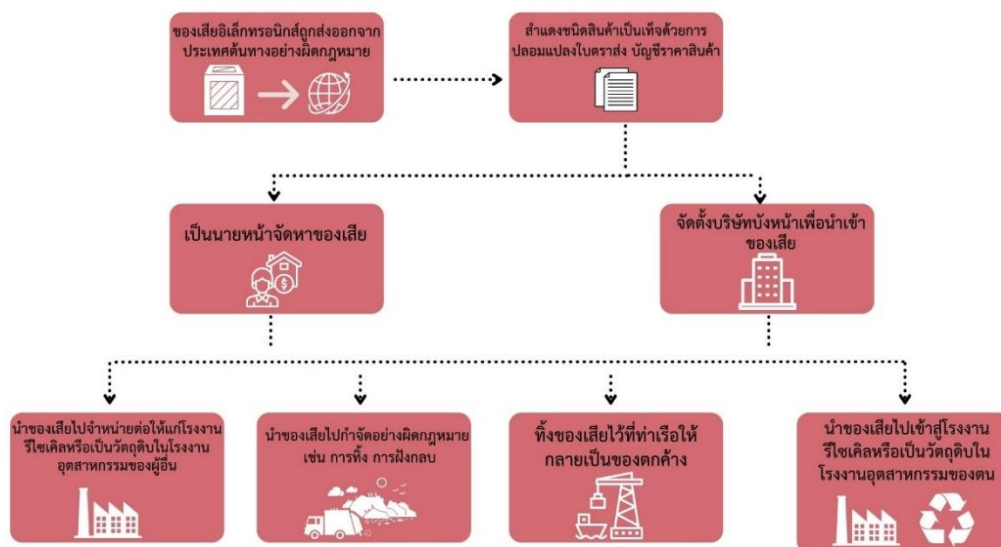 ของเสียอิเล็กทรอนิกส์ถูกส่งออกจาก
ประเทศต้นทางอย่างผิดกฎหมาย
สำแดงชนิดสินค้าเป็นเท็จด้วยการ
ปลอมแปลงใบตราส่ง บัญชีราคาสินค้า
เป็นนายหน้าจัดหาของเสีย
จัดตั้งบริษัทบังหน้าเพื่อนำเข้า
ของเสีย
นำของเสียไปจำหน่ายต่อให้แก่โรงงาน
รีไซเคิลหรือเป็นวัตถุดิบในโรงงาน
อุตสาหกรรมของผู้อื่น
นำของเสียไปกำจัดอย่างผิดกฎหมาย
เช่น การทิ้ง การฝังกลบ
ทิ้งของเสียไว้ที่ท่าเรือให้
กลายเป็นของตกค้าง
นำของเสียไปเข้าสู่โรงงาน
รีไซเคิลหรือเป็นวัตถุดิบใน
โรงงานอุตสาหกรรมของตน